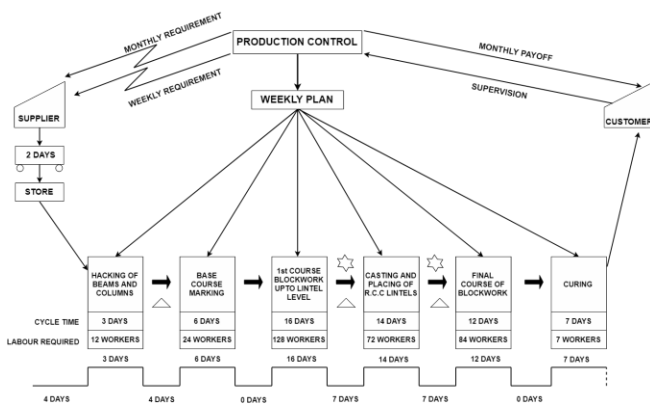 PRODUCTION CONTROL
MONTHLY REQUIREMENT
WEEKLY REQUIREMENT
MONTHLY PAYOFF
SUPERVISION
WEEKLY PLAN
SUPPLIER
CUSTOMER
2 DAYS
STORE
HACKING OF
BEAMS AND
COLUMNS
BASE
COURSE
MARKING
1st COURSE
BLOCKWORK
UPTO LINTEL
LEVEL
CASTING AND
PLACING OF
R.C.C LINTELS
FINAL
COURSE OF
BLOCKWORK
CURING
CYCLE TIME
3 DAYS
6 DAYS
16 DAYS
14 DAYS
12 DAYS
7 DAYS
LABOUR REQUIRED
12 WORKERS
24 WORKERS
128 WORKERS
72 WORKERS
84 WORKERS
7 WORKERS
3 DAYS
6 DAYS
16 DAYS
14 DAYS
12 DAYS
7 DAYS
4 DAYS
4 DAYS
0 DAYS
7 DAYS
7 DAYS
0 DAYS